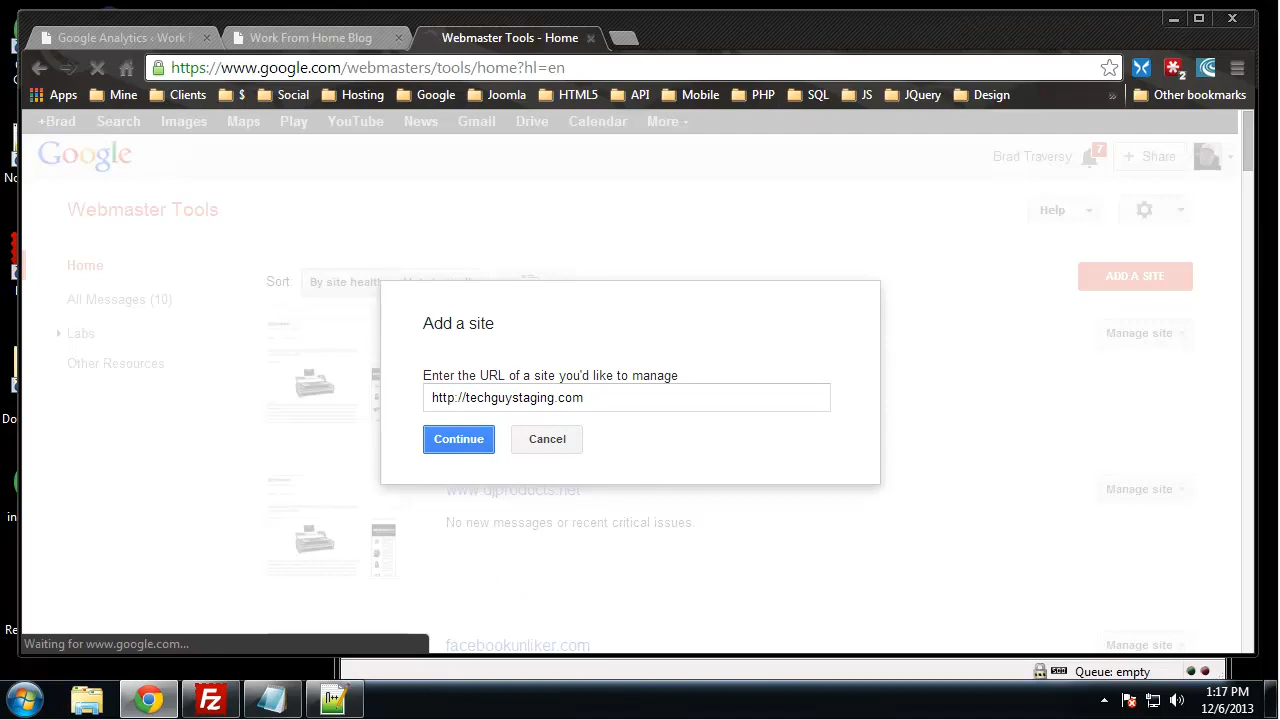 Google Analytics ‹ Work F
Work From Home Blog
Webmaster Tools - Home
https://www.google.com/webmasters/tools/home?hl=en
Apps Mine Clients $ Social Hosting Google Joomla HTML5 API Mobile PHP SQL JS JQuery Design » Other bookmarks
+Brad Search Images Maps Play YouTube News Gmail Drive Calendar More
Google
Brad Traversy 7 + Share
Webmaster Tools
Help
Home
Sort:
By site health
ADD A SITE
All Messages (10)
Labs
Other Resources
Manage site
Add a site
Enter the URL of a site you'd like to manage
http://techguystaging.com
Continue
Cancel
www.djproducts.net
Manage site
No new messages or recent critical issues.
facebookunliker.com
Manage site
Waiting for www.google.com...
Queue: empty
1:17 PM
12/6/2013